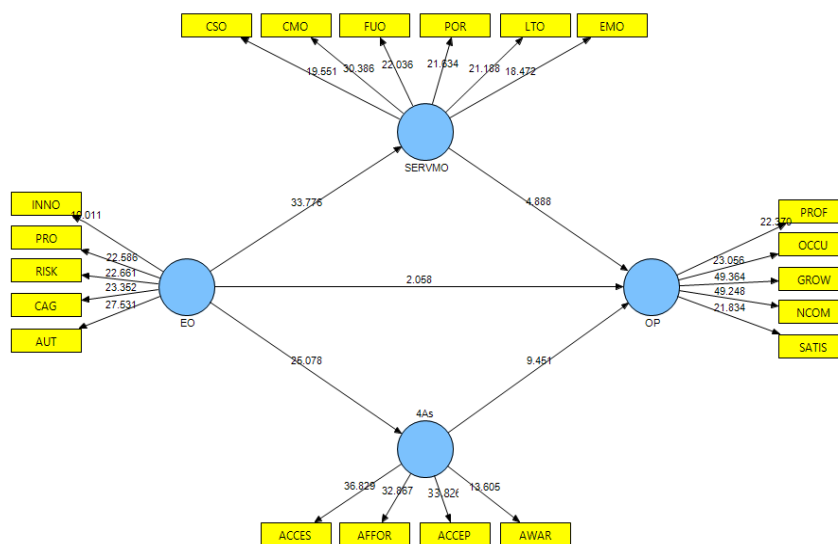 CSO
CMO
FUO
POR
LTO
EMO
19.551
30.386
22.036
21.634
21.188
18.472
SERVMO
INNO
PRO
RISK
CAG
AUT
22.586
22.661
23.352
27.531
EO
33.776
4.888
2.058
25.078
9.451
OP
PROF
OCCU
GROW
NCOM
SATIS
22.370
23.056
49.364
49.248
21.834
4As
36.829
32.867
33.826
13.605
ACCES
AFFOR
ACCEP
AWAR